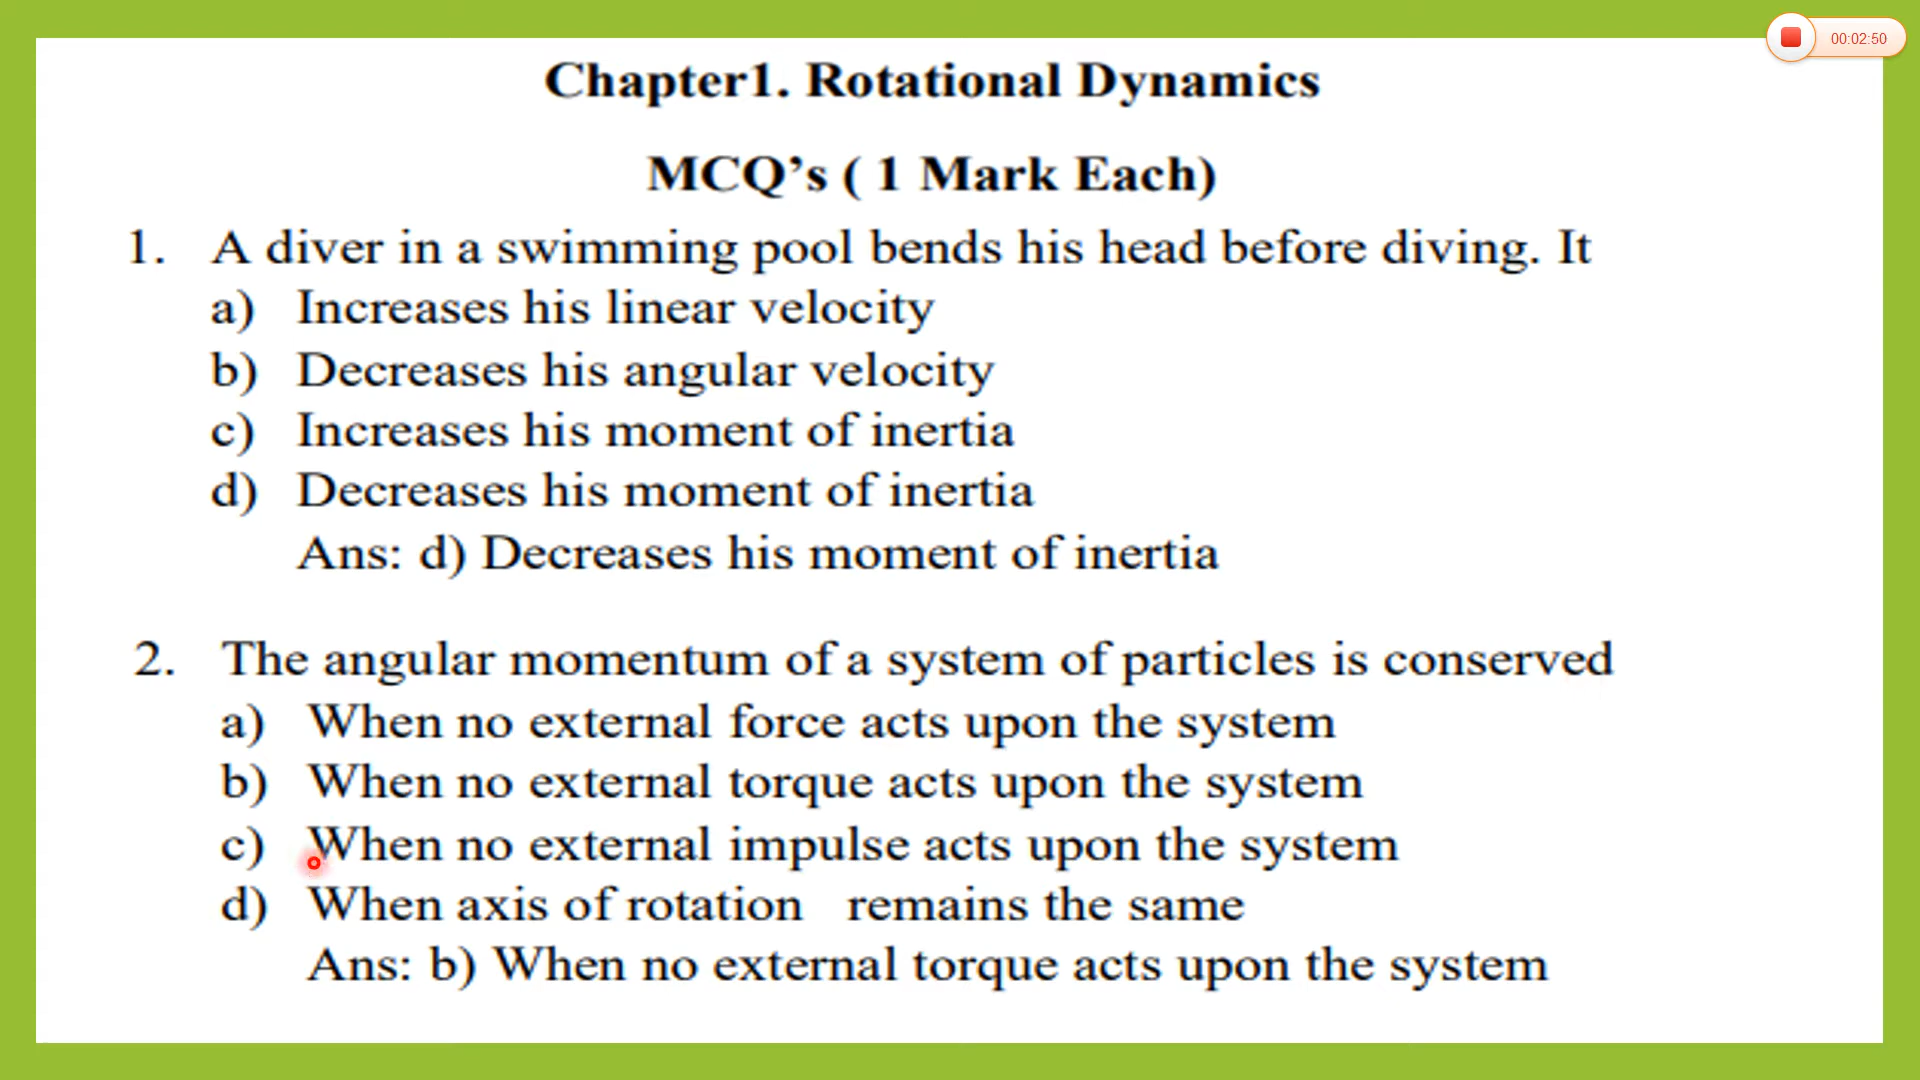 00:02:50
Chapter1. Rotational Dynamics
MCQ’s ( 1 Mark Each)
1. A diver in a swimming pool bends his head before diving. It
a) Increases his linear velocity
b) Decreases his angular velocity
c) Increases his moment of inertia
d) Decreases his moment of inertia
Ans: d) Decreases his moment of inertia
2. The angular momentum of a system of particles is conserved
a) When no external force acts upon the system
b) When no external torque acts upon the system
c) When no external impulse acts upon the system
d) When axis of rotation remains the same
Ans: b) When no external torque acts upon the system